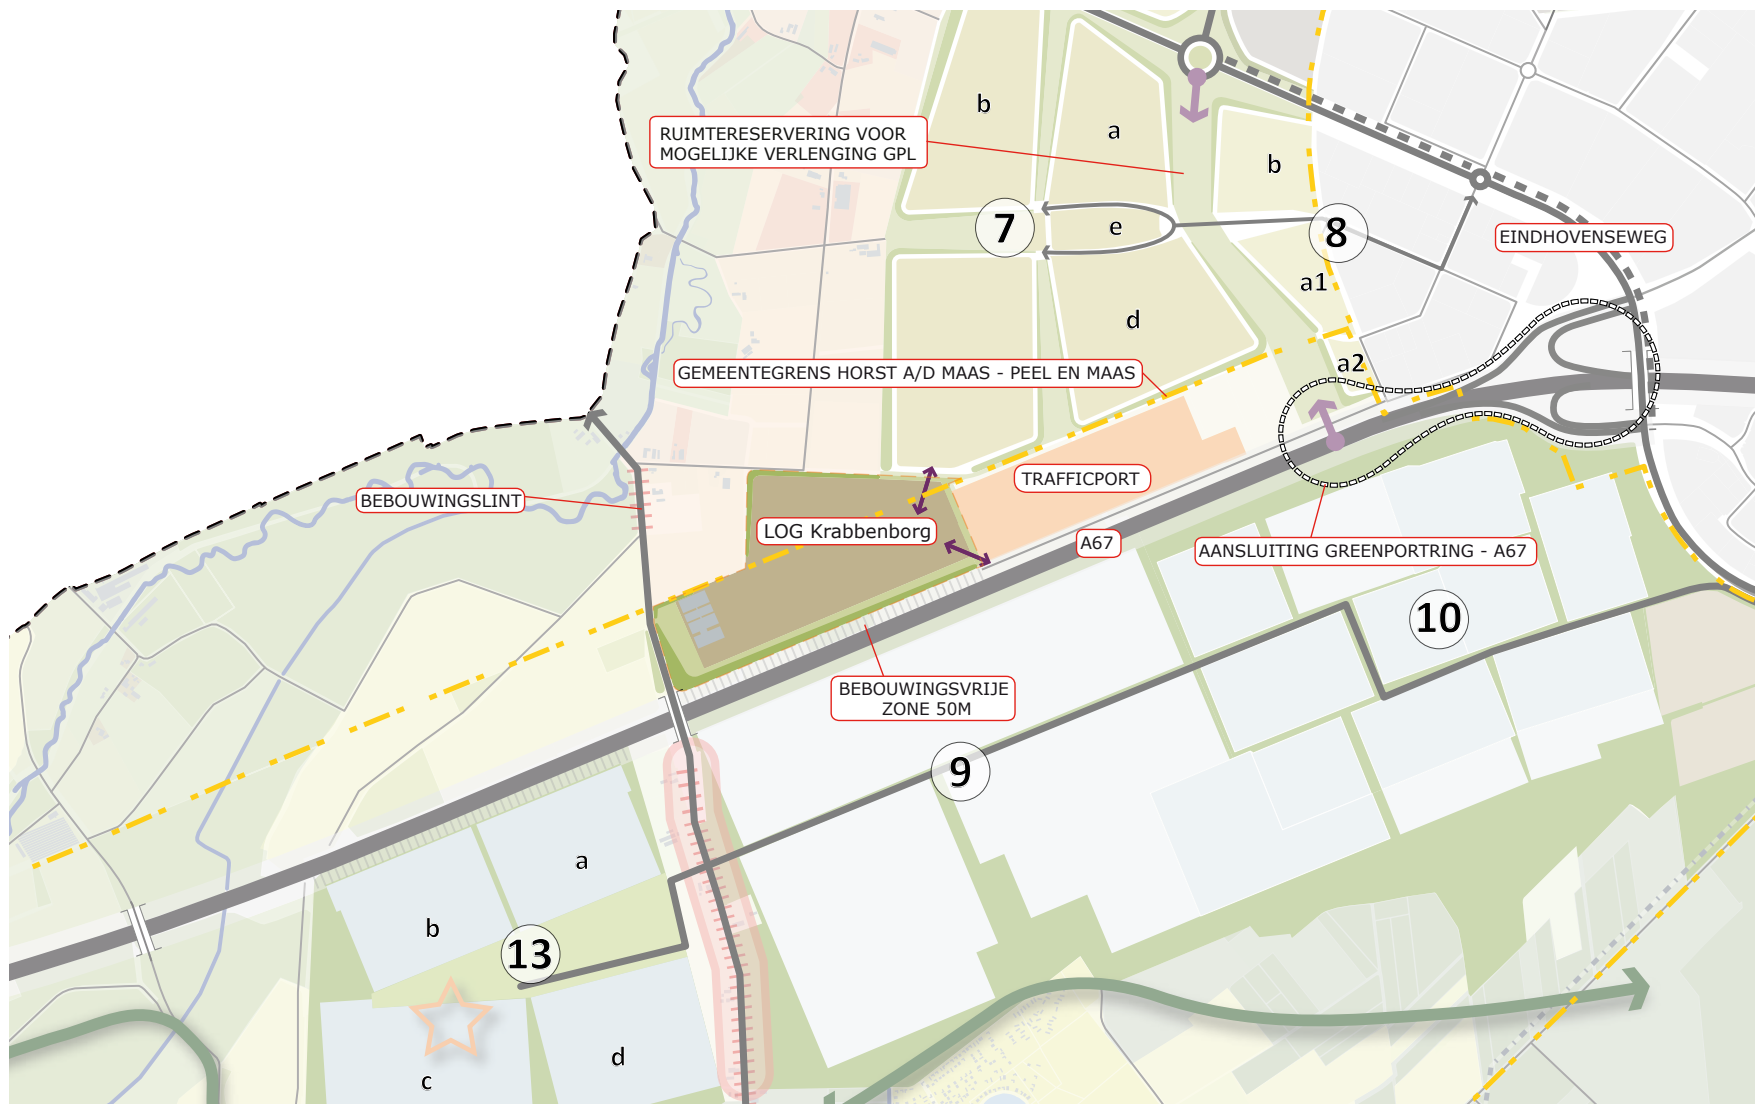 b
a
RUIMTERESERVERING VOOR
MOGELIJKE VERLENGING GPL
b
7
e
8
EINDHOVENSEWEG
a1
d
a2
GEMEENTEGRENS HORST A/D MAAS - PEEL EN MAAS
TRAFFICPORT
BEBOUWINGSLINT
LOG Krabbenborg
A67
AANSLUITING GREENPORTRING - A67
10
BEBOUWINGSVRIJE
ZONE 50M
9
a
b
13
d
c